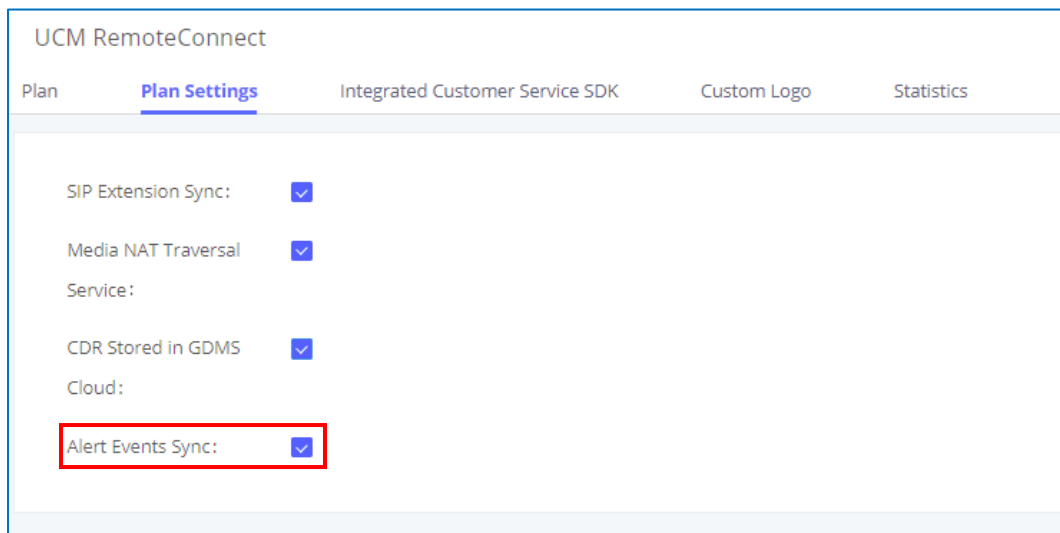 UCM RemoteConnect
Plan Plan Settings Integrated Customer Service SDK Custom Logo Statistics
SIP Extension Sync:
Media NAT Traversal
Service:
CDR Stored in GDMS
Cloud:
Alert Events Sync: